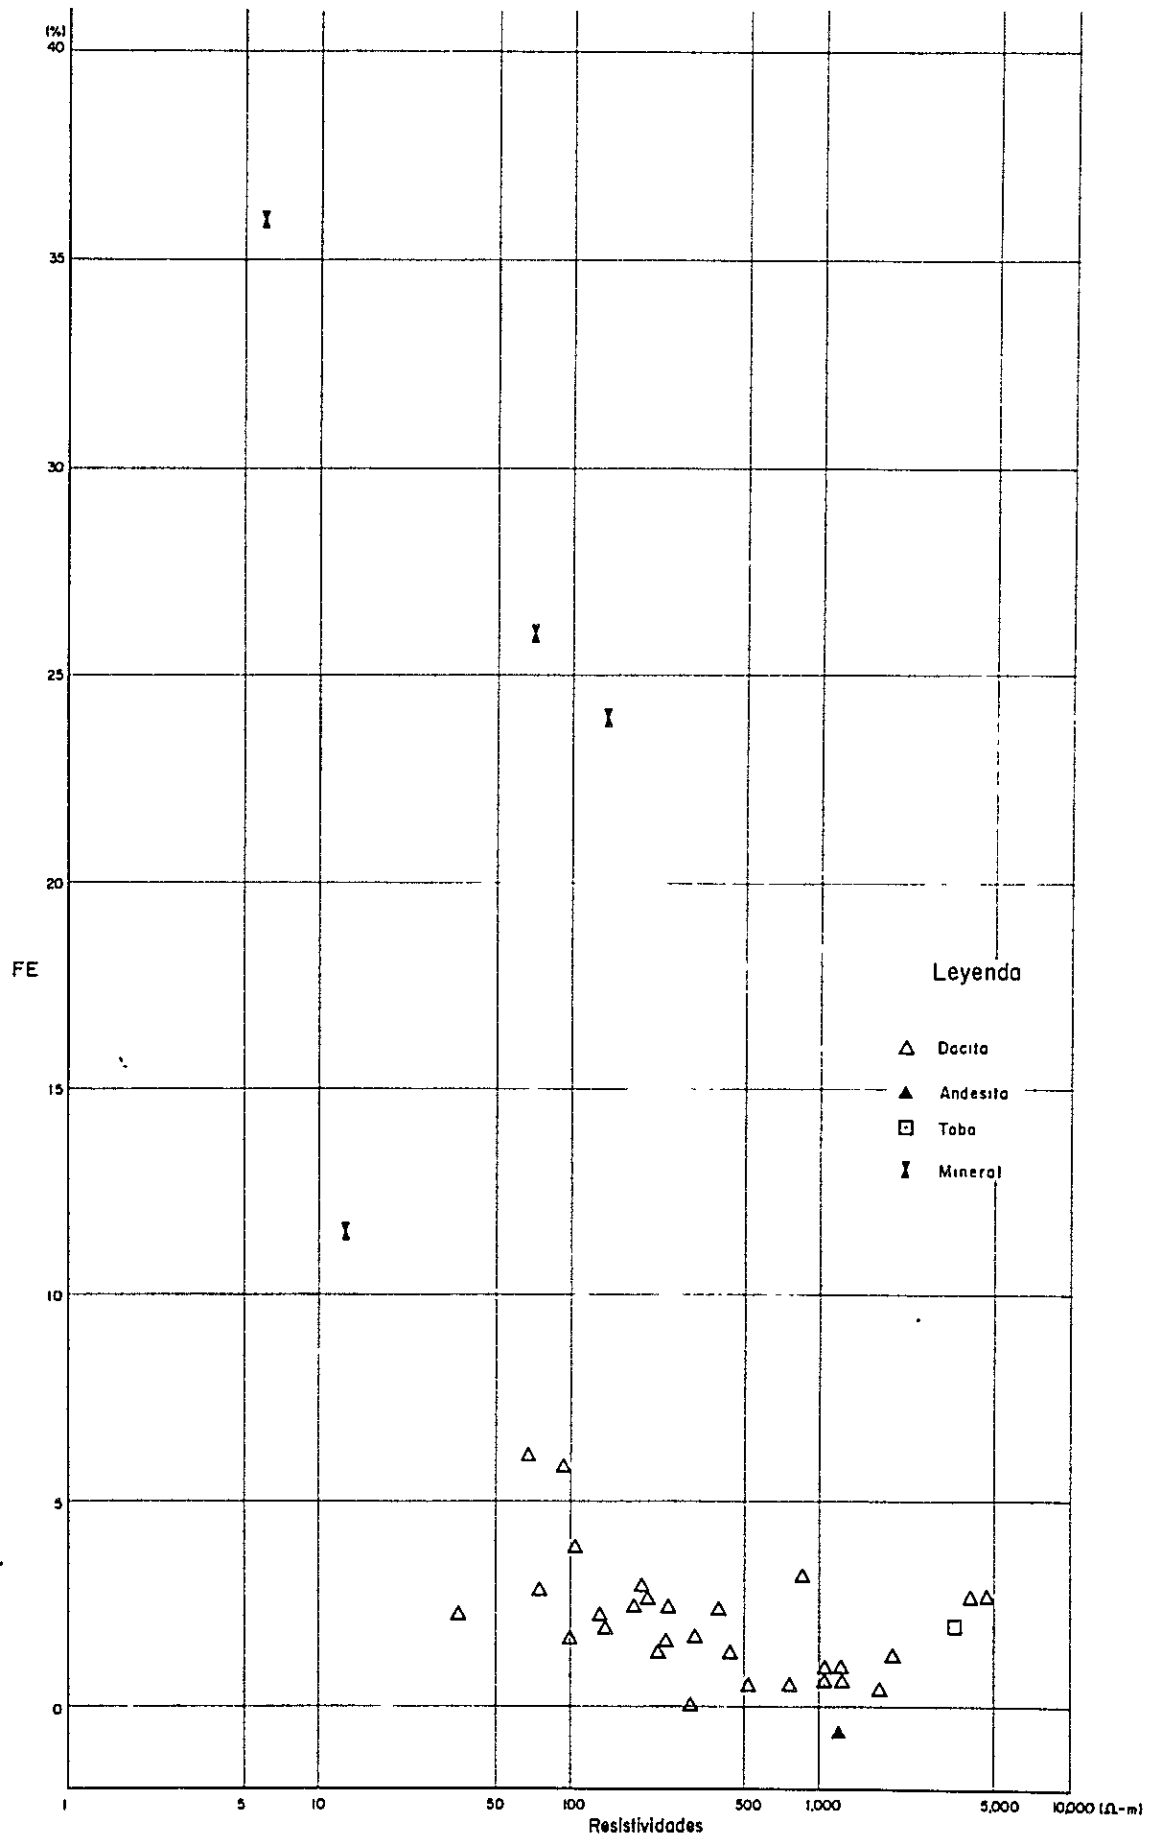 (%)
40
35
30
25
20
FE
Leyenda
Dacita
15
Andesita
Toba
Mineral
10
5
0
1 5 10 50 100 500 1,000 5,000 10,000 (Ω-m)
Resistividades